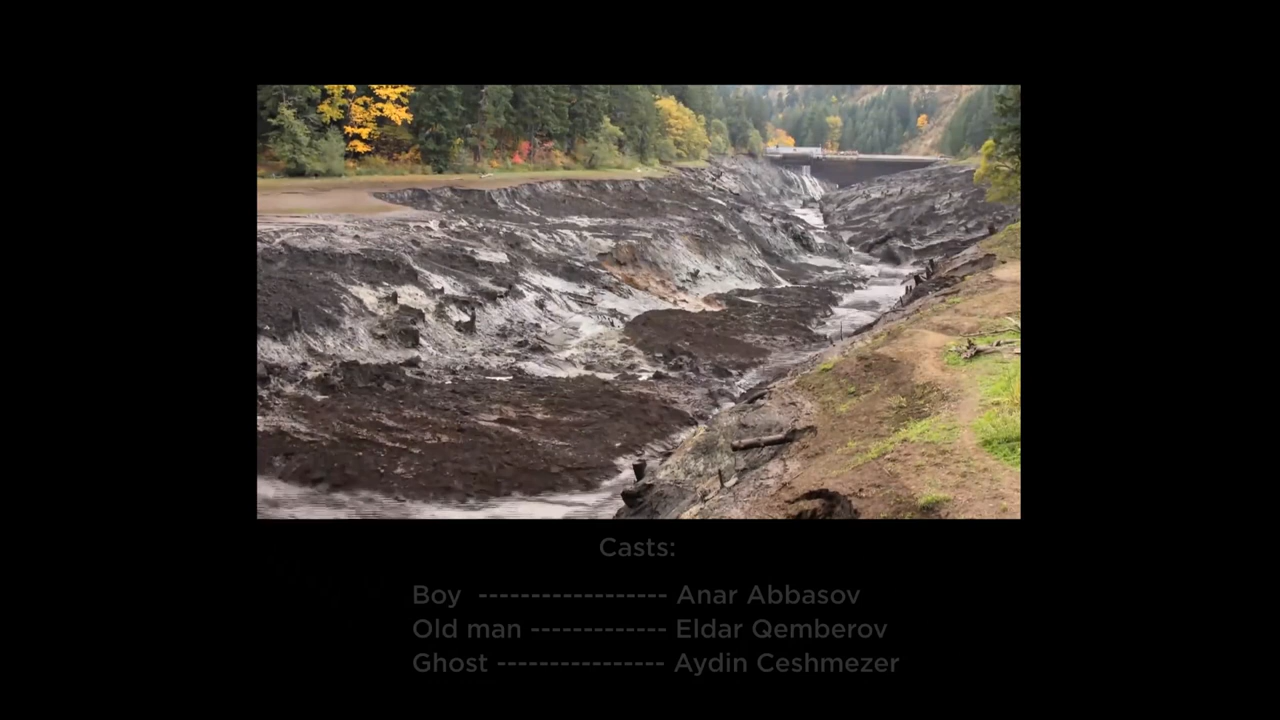 Casts:
Boy ------------------ Anar Abbasov
Old man ------------- Eldar Qemberov
Ghost ---------------- Aydin Ceshmezer